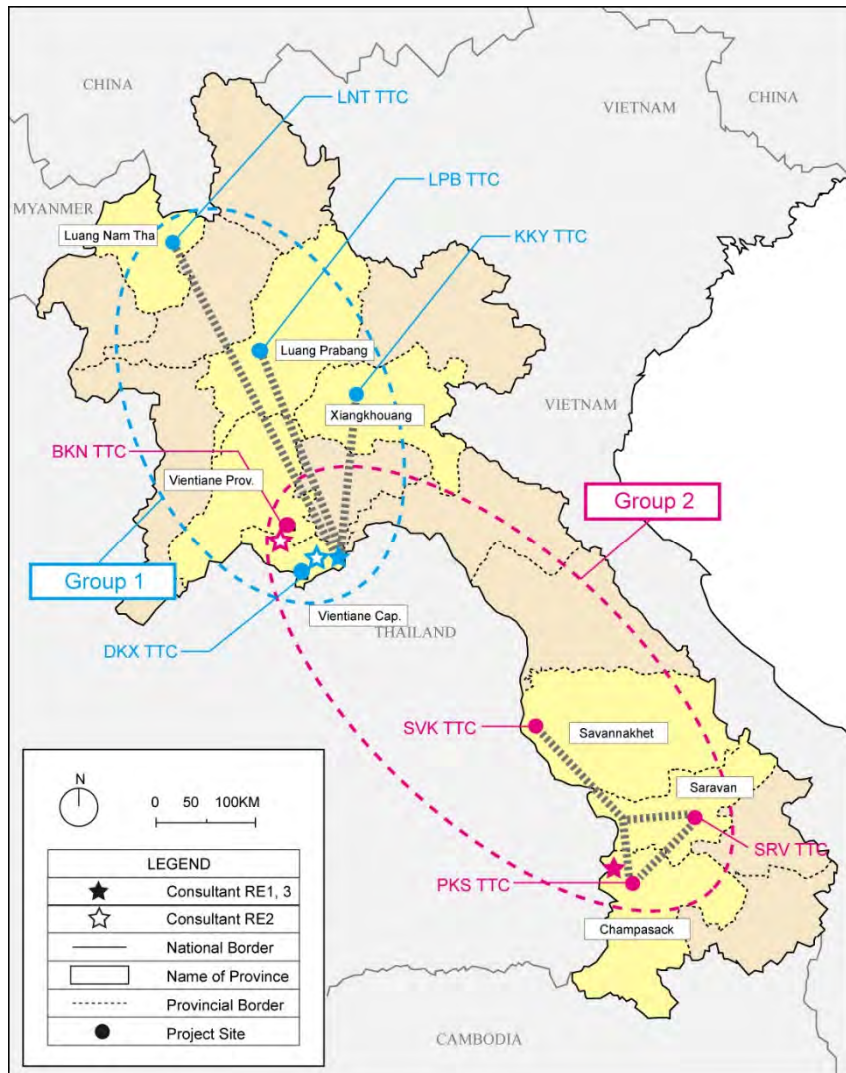 CHINA
LNT TTC
VIETNAM
CHINA
LPB TTC
MYANMER
KKY TTC
Luang Nam Tha
Luang Prabang
VIETNAM
Xiangkhouang
BKN TTC
Vientiane Prov.
Group 2
Group 1
Vientiane Cap.
THAILAND
DKX TTC
SVK TTC
Savannakhet
Saravan
SRV TTC
PKS TTC
Champasack
N
0 50 100KM
LEGEND
Consultant RE1, 3
Consultant RE2
National Border
Name of Province
Provincial Border
Project Site
CAMBODIA